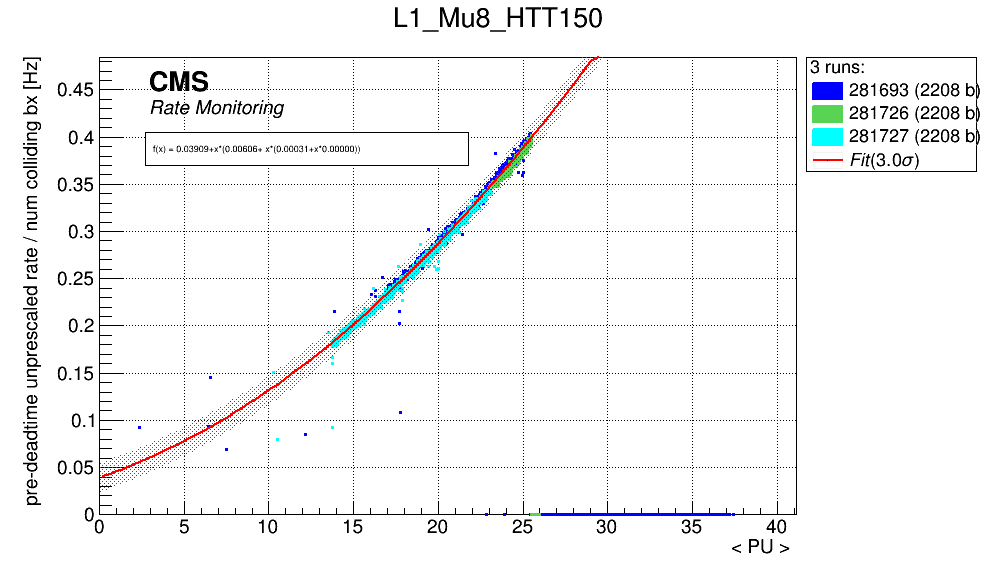 L1_Mu8_HTT150
pre-deadtime unprescaled rate / num colliding bx [Hz]
CMS
Rate Monitoring
f(x) = 0.03909+x*(0.00606+ x*(0.00031+x*0.00000))
3 runs:
281693 (2208 b)
281726 (2208 b)
281727 (2208 b)
Fit(3.0σ)
0.45
0.4
0.35
0.3
0.25
0.2
0.15
0.1
0.05
0
0 5 10 15 20 25 30 35 40
< PU >